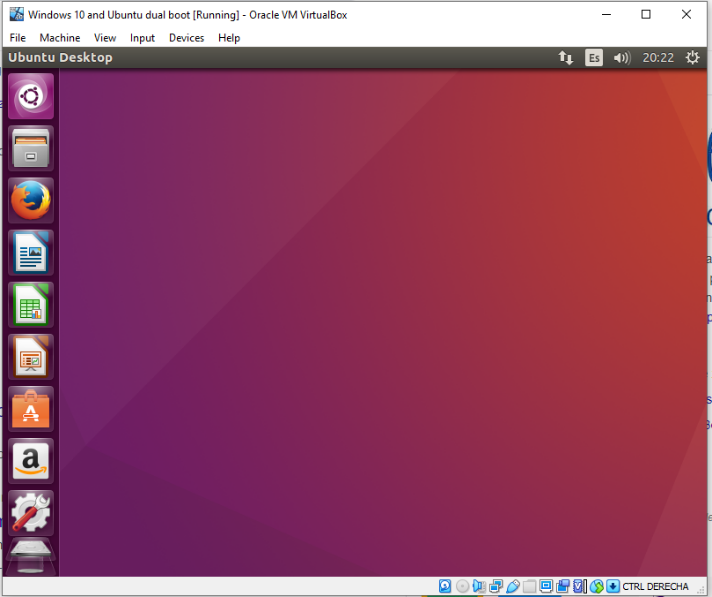 Windows 10 and Ubuntu dual boot [Running] - Oracle VM VirtualBox
File Machine View Input Devices Help
Ubuntu Desktop Es 20:22
A
a
CTRL DERECHA